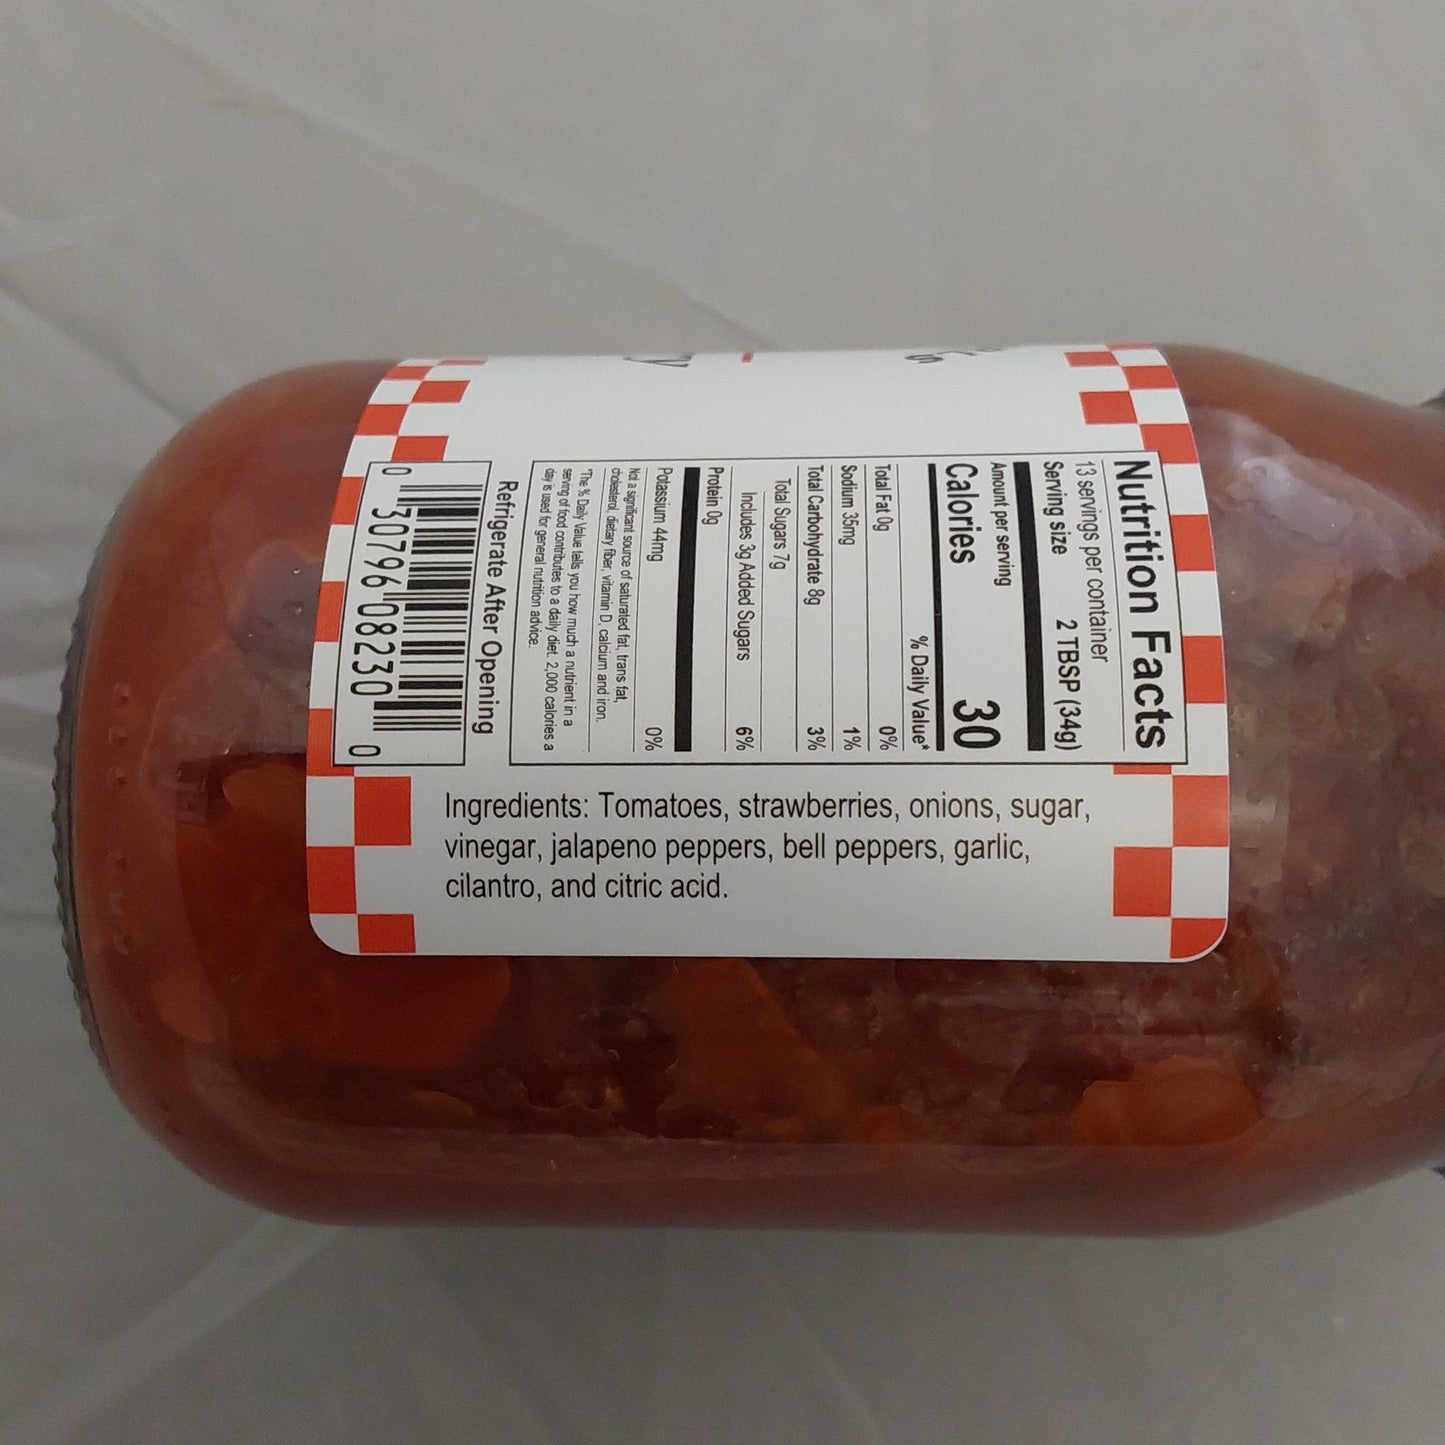 Nutrition Facts
13 servings per container
Serving size 2 TBSP (34g)
Amount per serving
Calories 30
% Daily Value*
Total Fat 0g 0%
Sodium 35mg 1%
Total Carbohydrate 8g 3%
Total Sugars 7g
Includes 3g Added Sugars 6%
Protein 0g
Potassium 44mg 0%
Not a significant source of saturated fat, trans fat,
cholesterol, dietary fiber, vitamin D, calcium and iron.
*The % Daily Value tells you how much a nutrient in a
serving of food contributes to a daily diet. 2,000 calories a
day is used for general nutrition advice.
Refrigerate After Opening
0 30796 08230 0
Ingredients: Tomatoes, strawberries, onions, sugar,
vinegar, jalapeno peppers, bell peppers, garlic,
cilantro, and citric acid.